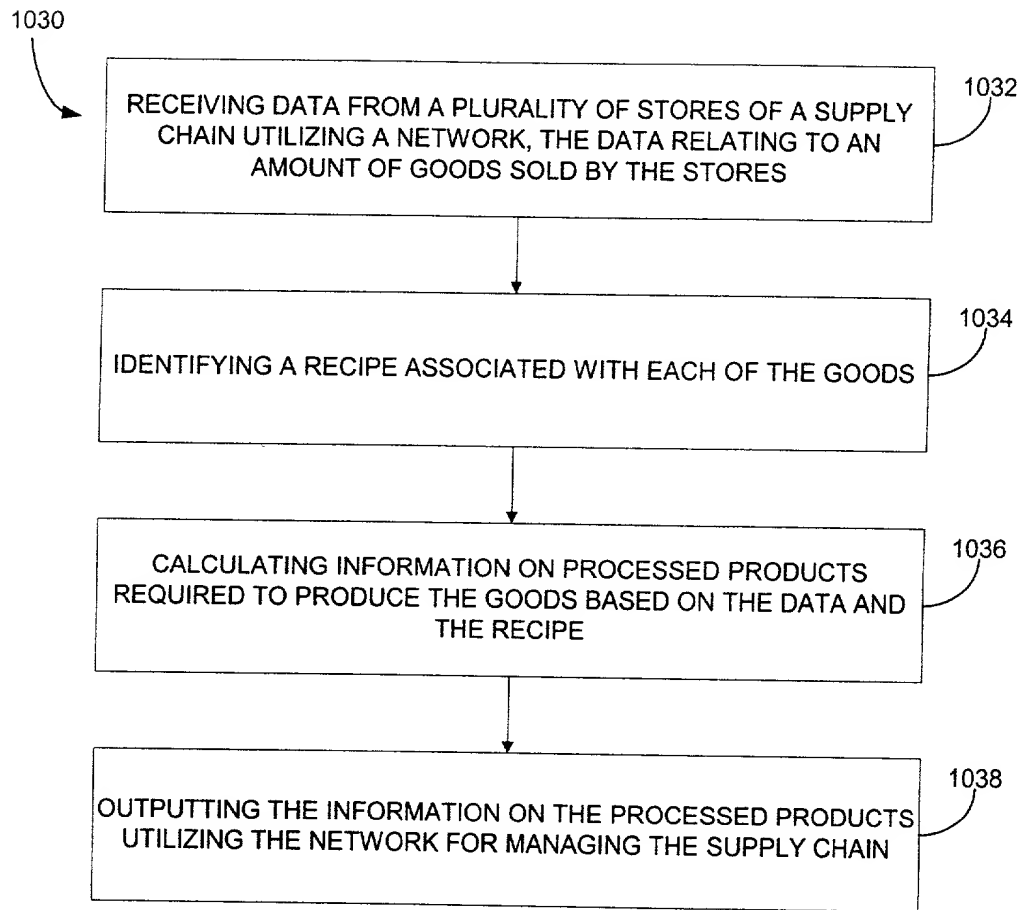 1030
1032
RECEIVING DATA FROM A PLURALITY OF STORES OF A SUPPLY
CHAIN UTILIZING A NETWORK, THE DATA RELATING TO AN
AMOUNT OF GOODS SOLD BY THE STORES
1034
IDENTIFYING A RECIPE ASSOCIATED WITH EACH OF THE GOODS
1036
CALCULATING INFORMATION ON PROCESSED PRODUCTS
REQUIRED TO PRODUCE THE GOODS BASED ON THE DATA AND
THE RECIPE
1038
OUTPUTTING THE INFORMATION ON THE PROCESSED PRODUCTS
UTILIZING THE NETWORK FOR MANAGING THE SUPPLY CHAIN